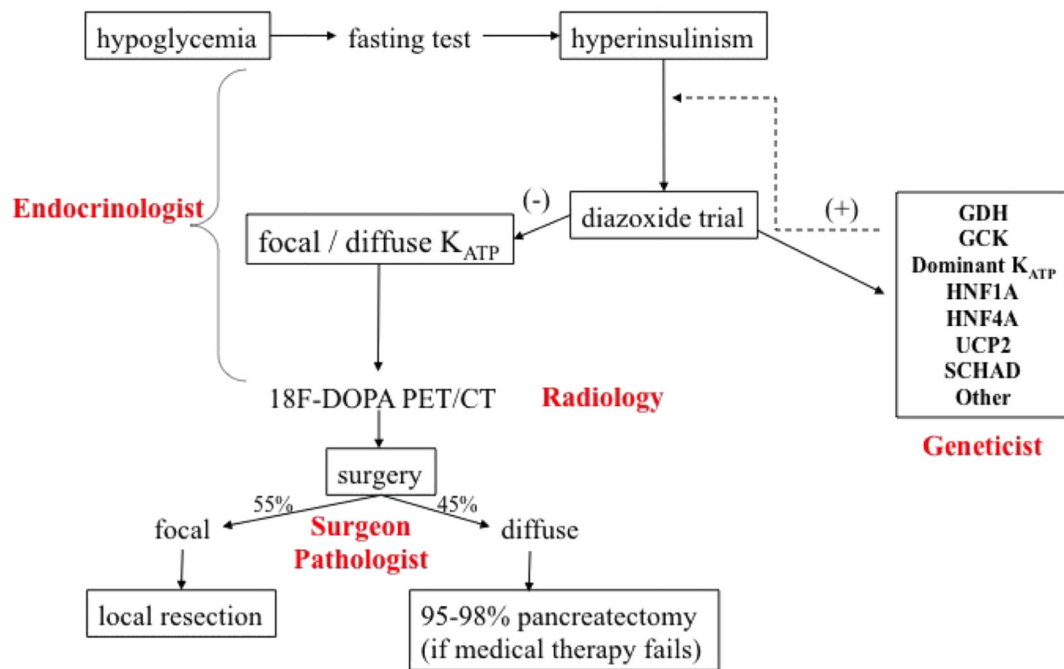 hypoglycemia
fasting test
hyperinsulinism
Endocrinologist
(-)
diazoxide trial
(+)
focal / diffuse K_ATP
GDH
GCK
Dominant K_ATP
HNF1A
HNF4A
UCP2
SCHAD
Other
Geneticist
18F-DOPA PET/CT
Radiology
surgery
55%
45%
focal
Surgeon
Pathologist
diffuse
local resection
95-98% pancreatectomy
(if medical therapy fails)